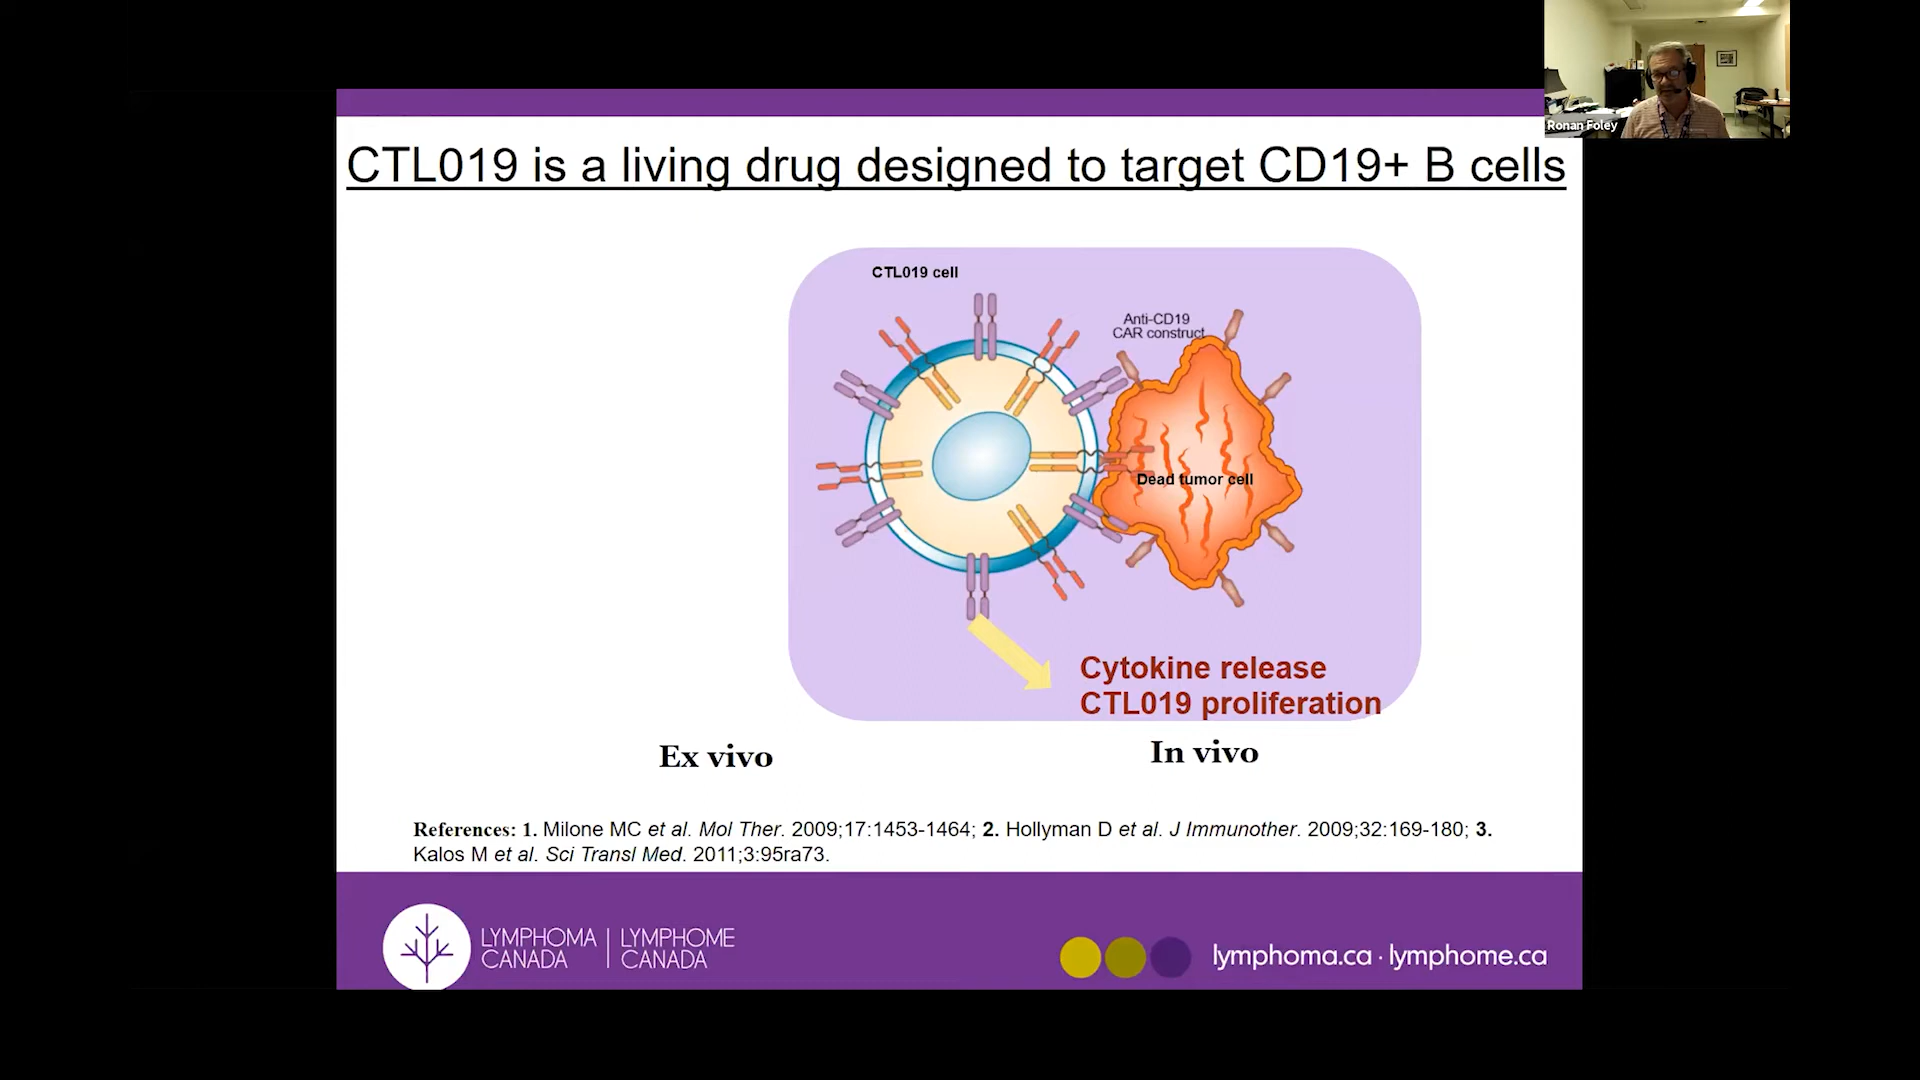 Ronan Foley
CTL019 is a living drug designed to target CD19+ B cells
CTL019 cell
Anti-CD19
CAR construct
Dead tumor cell
Cytokine release
CTL019 proliferation
Ex vivo
In vivo
References: 1. Milone MC et al. Mol Ther. 2009;17:1453-1464; 2. Hollyman D et al. J Immunother. 2009;32:169-180; 3.
Kalos M et al. Sci Transl Med. 2011;3:95ra73.
LYMPHOMA
CANADA
LYMPHOME
CANADA
lymphoma.ca · lymphome.ca